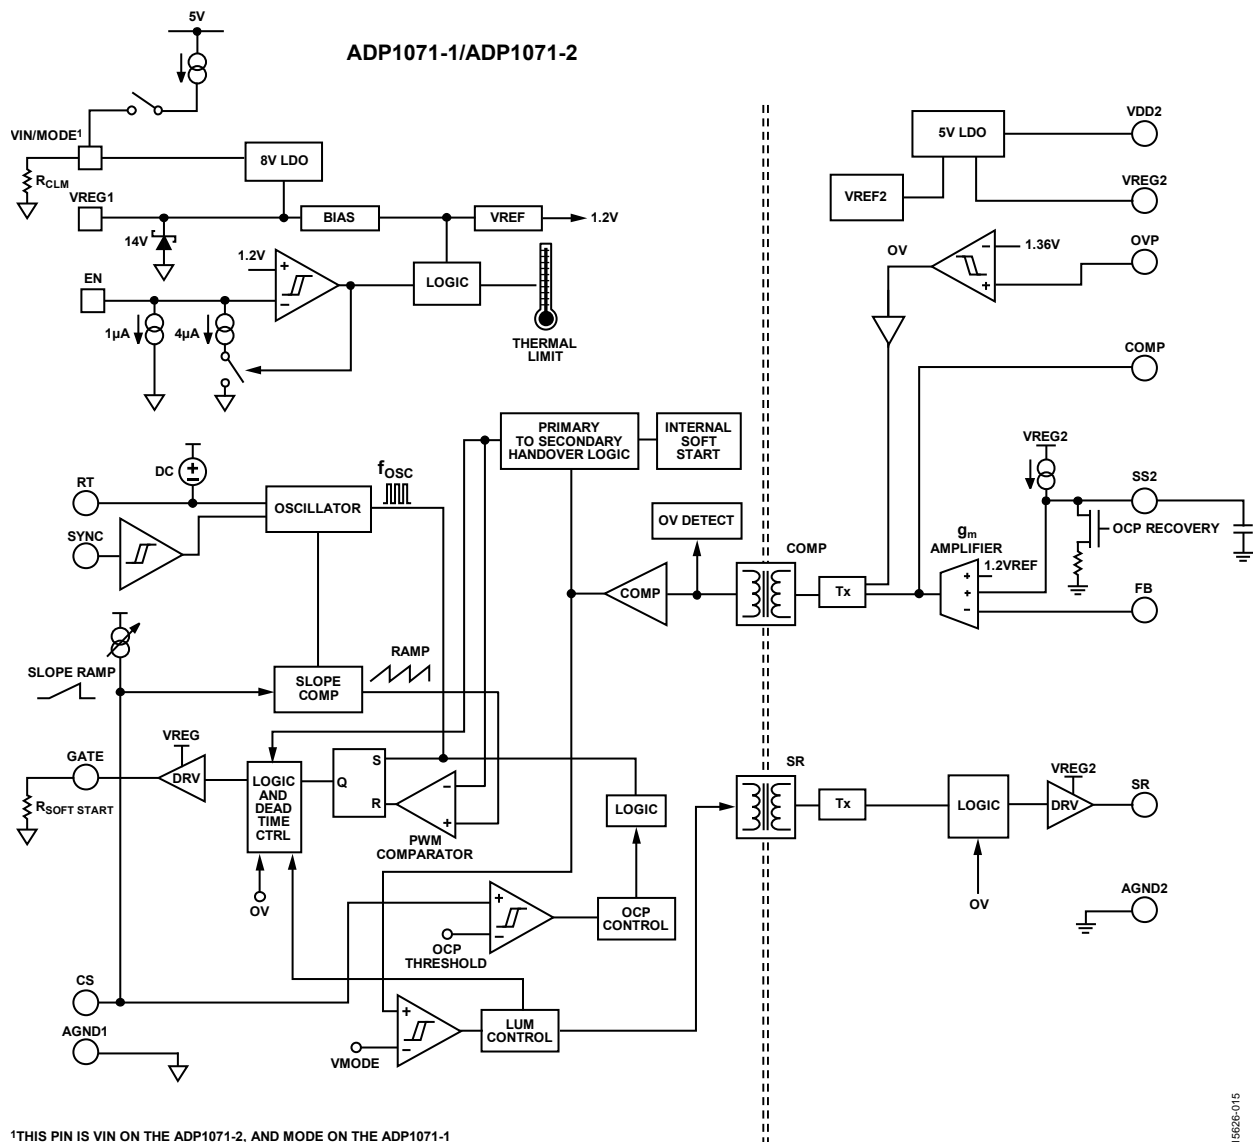 5V
ADP1071-1/ADP1071-2
VIN/MODE1
RCLM
8V LDO
VREG1
BIAS
VREF
1.2V
14V
1.2V
+
−
EN
LOGIC
1µA
4µA
THERMAL
LIMIT
5V LDO
VDD2
VREF2
VREG2
OV
−
1.36V
+
OVP
COMP
PRIMARY
TO SECONDARY
HANDOVER LOGIC
INTERNAL
SOFT
START
VREG2
DC
+
−
fOSC
RT
OSCILLATOR
SYNC
OV DETECT
SS2
OCP RECOVERY
gm
AMPLIFIER
COMP
COMP
Tx
+
1.2VREF
+
−
FB
SLOPE RAMP
SLOPE
COMP
RAMP
GATE
VREG
DRV
RSOFT START
LOGIC
AND
DEAD
TIME
CTRL
Q
S
R
−
+
PWM
COMPARATOR
LOGIC
SR
Tx
LOGIC
VREG2
DRV
SR
OV
OV
+
−
OCP
THRESHOLD
OCP
CONTROL
AGND2
CS
AGND1
+
−
VMODE
LUM
CONTROL
1THIS PIN IS VIN ON THE ADP1071-2, AND MODE ON THE ADP1071-1
15626-015